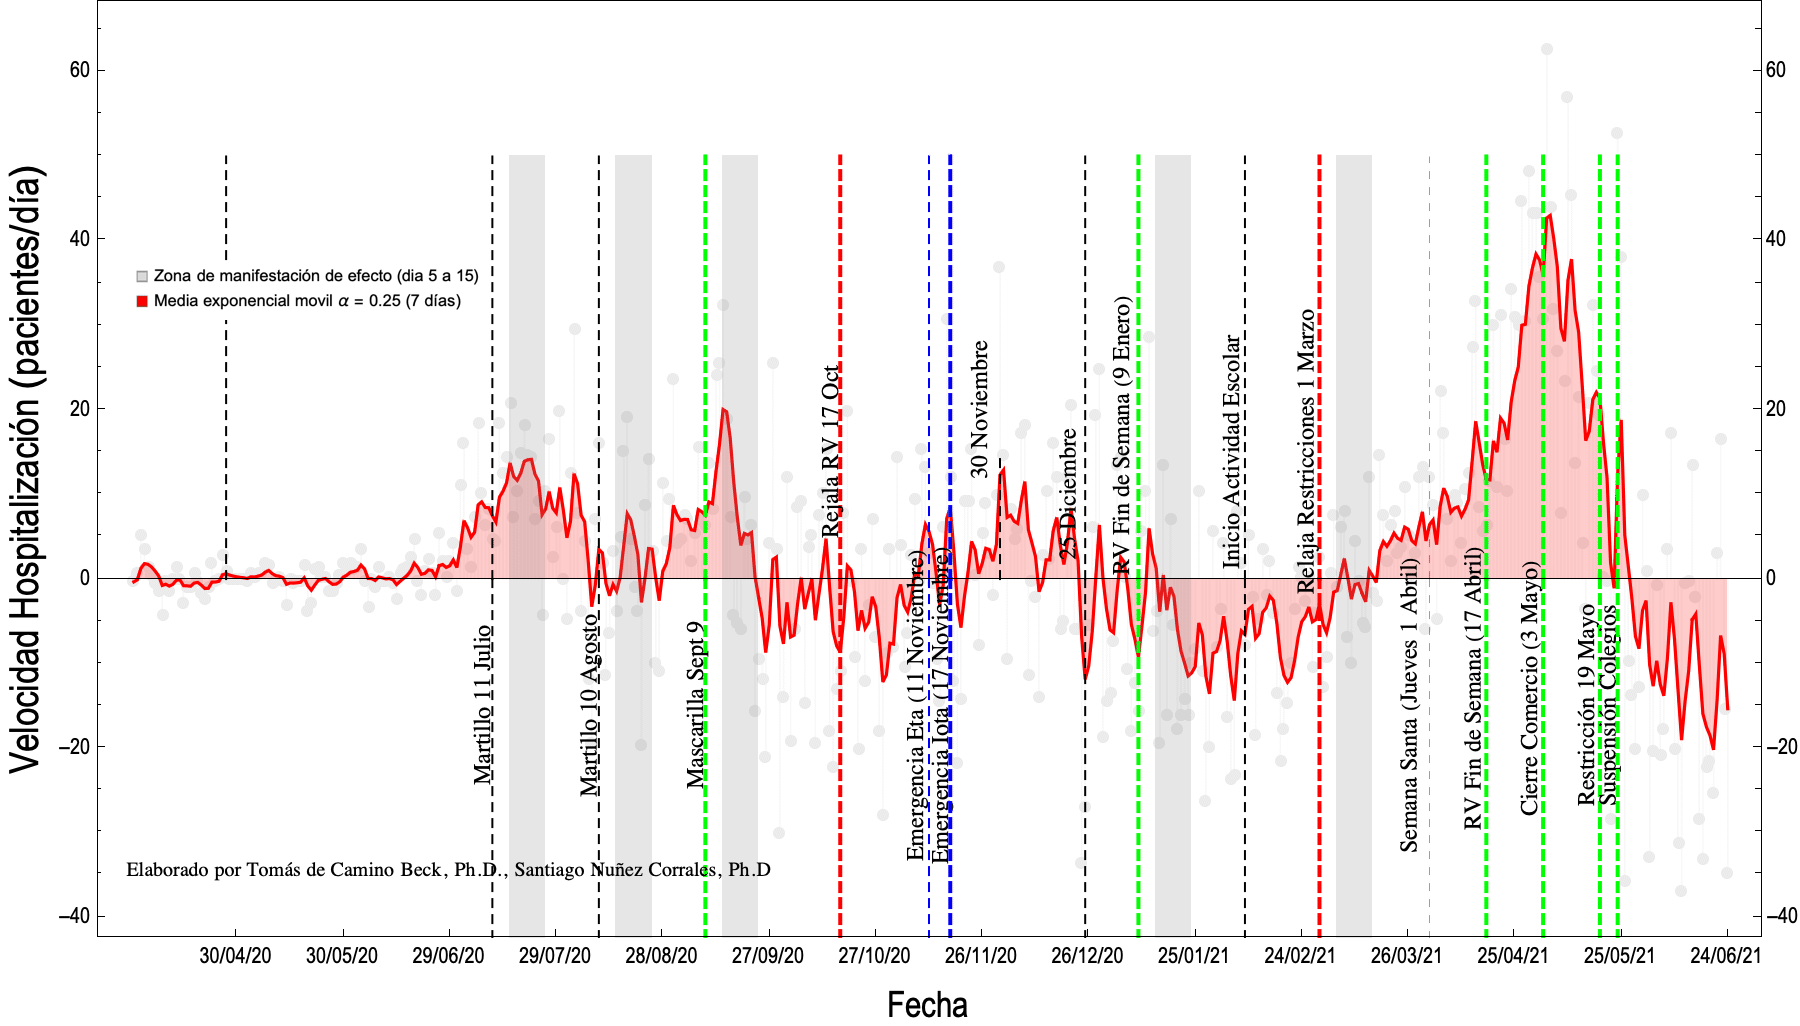 Velocidad Hospitalización (pacientes/día)
60
40
20
0
−20
−40
60
40
20
0
−20
−40
Zona de manifestación de efecto (dia 5 a 15)
Media exponencial movil α = 0.25 (7 días)
Martillo 11 Julio
Martillo 10 Agosto
Mascarilla Sept 9
Rejala RV 17 Oct
Emergencia Eta (11 Noviembre)
Emergencia Iota (17 Noviembre)
30 Noviembre
25 Diciembre
RV Fin de Semana (9 Enero)
Inicio Actividad Escolar
Relaja Restricciones 1 Marzo
Semana Santa (Jueves 1 Abril)
RV Fin de Semana (17 Abril)
Cierre Comercio (3 Mayo)
Restricción 19 Mayo
Suspensión Colegios
Elaborado por Tomás de Camino Beck, Ph.D., Santiago Nuñez Corrales, Ph.D
30/04/20 30/05/20 29/06/20 29/07/20 28/08/20 27/09/20 27/10/20 26/11/20 26/12/20 25/01/21 24/02/21 26/03/21 25/04/21 25/05/21 24/06/21
Fecha